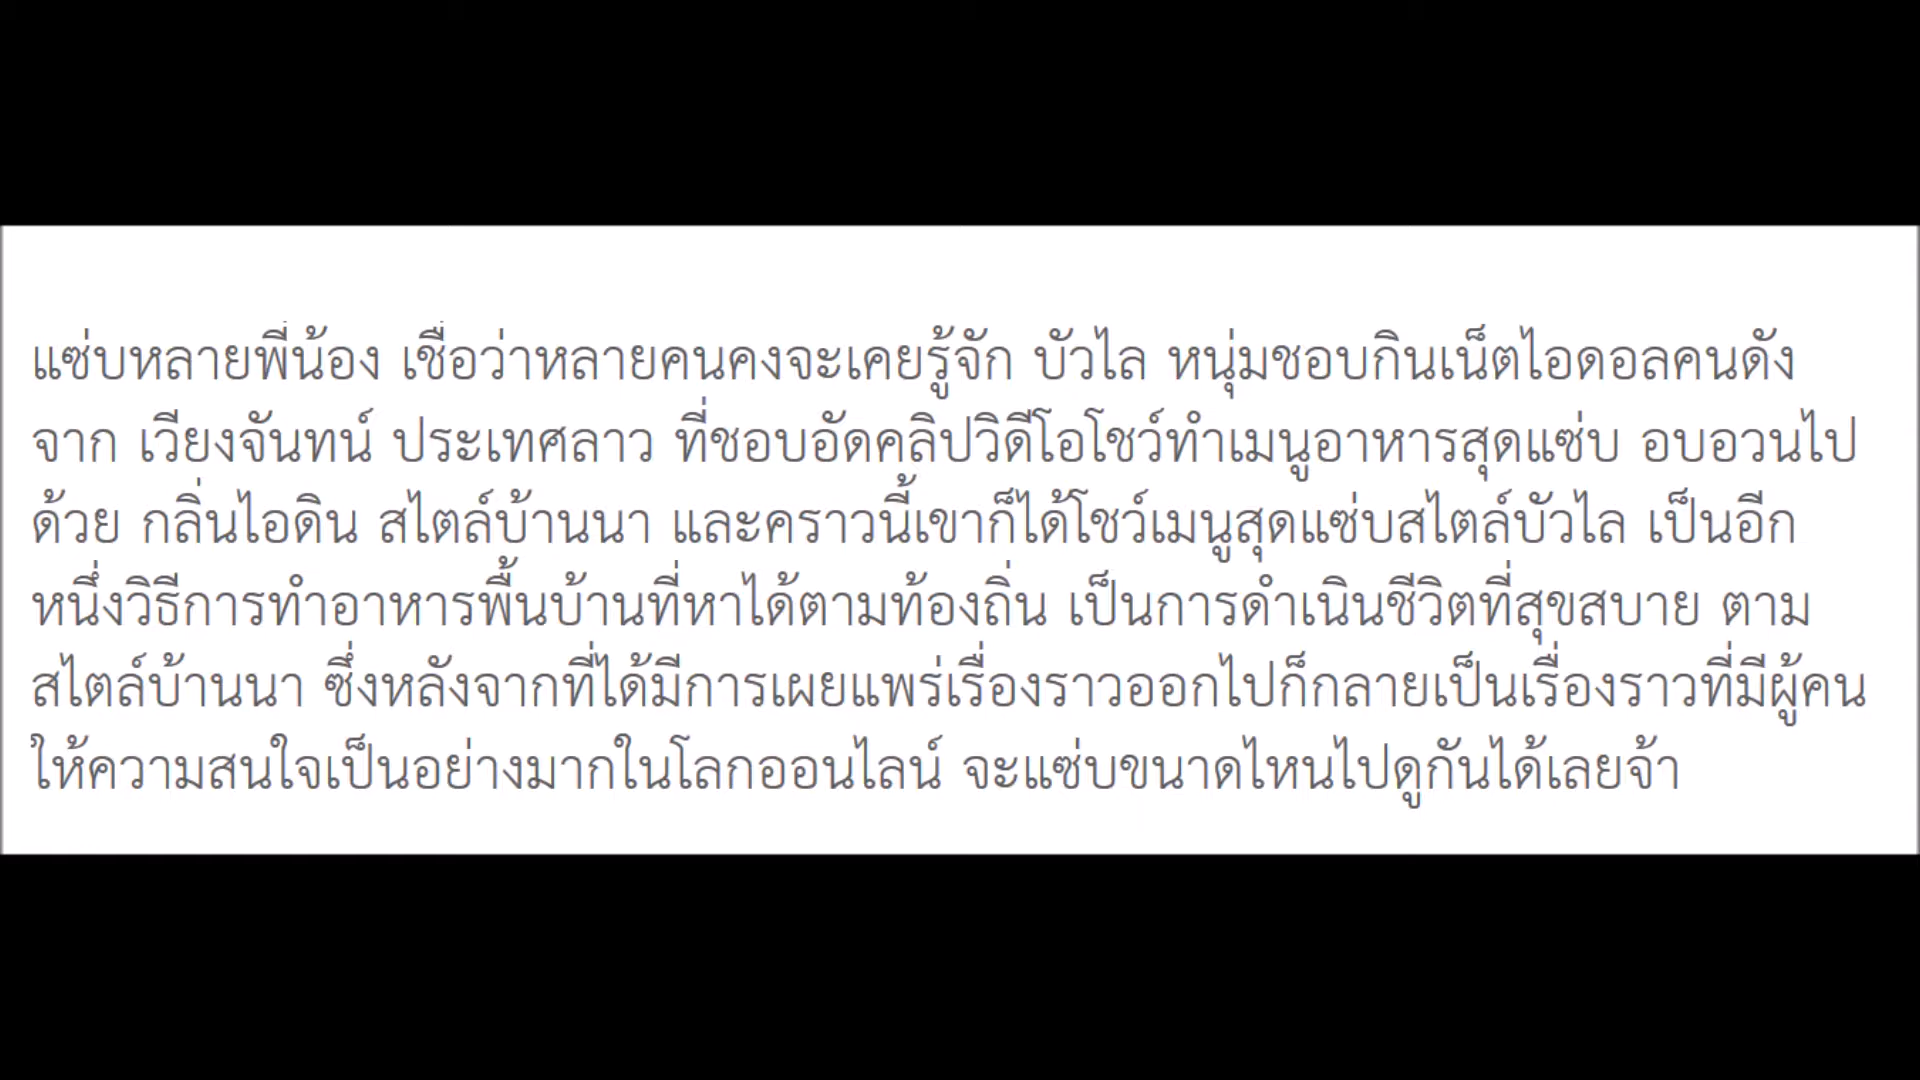 แซ่บหลายพี่น้อง เชื่อว่าหลายคนคงจะเคยรู้จัก บัวไล หนุ่มชอบกินเน็ตไอดอลคนดัง
จาก เวียงจันทน์ ประเทศลาว ที่ชอบอัดคลิปวิดีโอโชว์ทำเมนูอาหารสุดแซ่บ อบอวนไป
ด้วย กลิ่นไอดิน สไตล์บ้านนา และคราวนี้เขาก็ได้โชว์เมนูสุดแซ่บสไตล์บัวไล เป็นอีก
หนึ่งวิธีการทำอาหารพื้นบ้านที่หาได้ตามท้องถิ่น เป็นการดำเนินชีวิตที่สุขสบาย ตาม
สไตล์บ้านนา ซึ่งหลังจากที่ได้มีการเผยแพร่เรื่องราวออกไปก็กลายเป็นเรื่องราวที่มีผู้คน
ให้ความสนใจเป็นอย่างมากในโลกออนไลน์ จะแซ่บขนาดไหนไปดูกันได้เลยจ้า